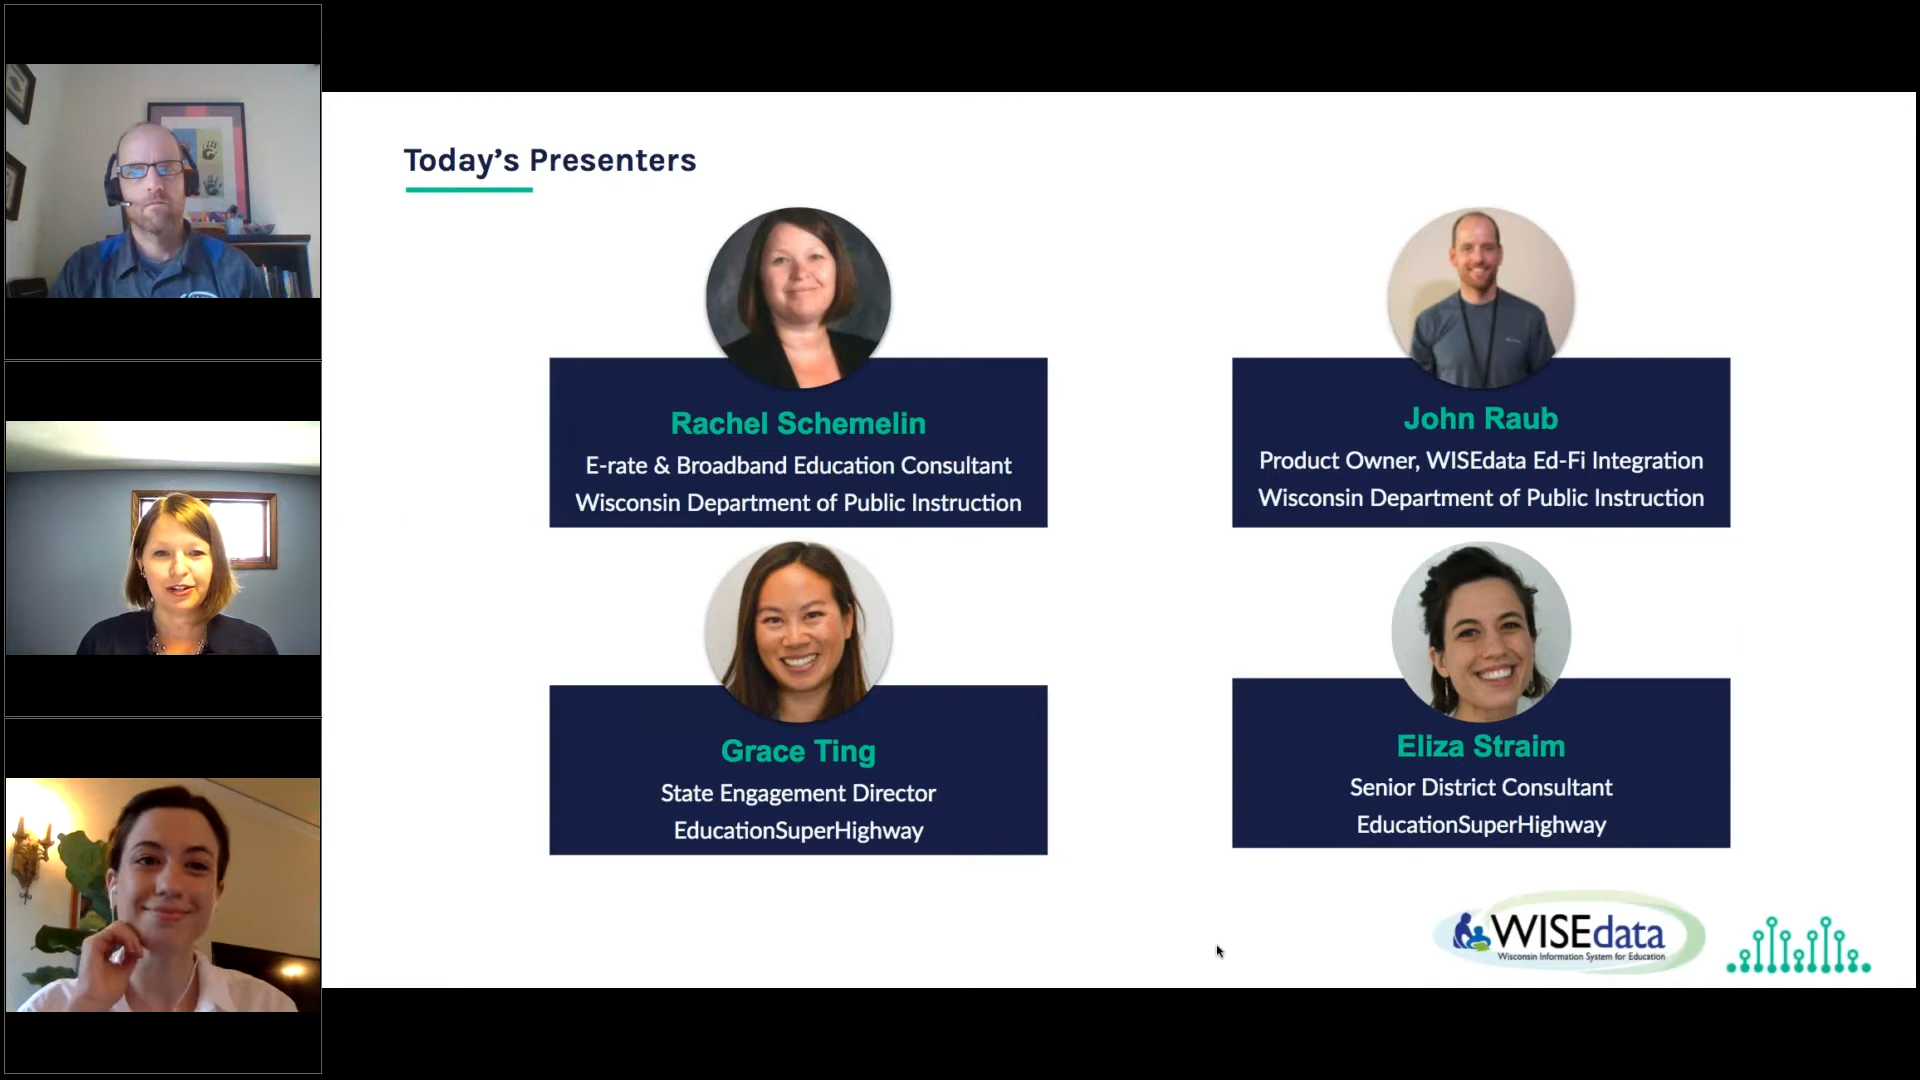 Today's Presenters
Rachel Schemelin
E-rate & Broadband Education Consultant
Wisconsin Department of Public Instruction
John Raub
Product Owner, WISEdata Ed-Fi Integration
Wisconsin Department of Public Instruction
Grace Ting
State Engagement Director
EducationSuperHighway
Eliza Straim
Senior District Consultant
EducationSuperHighway
WISEdata
Wisconsin Information System for Education